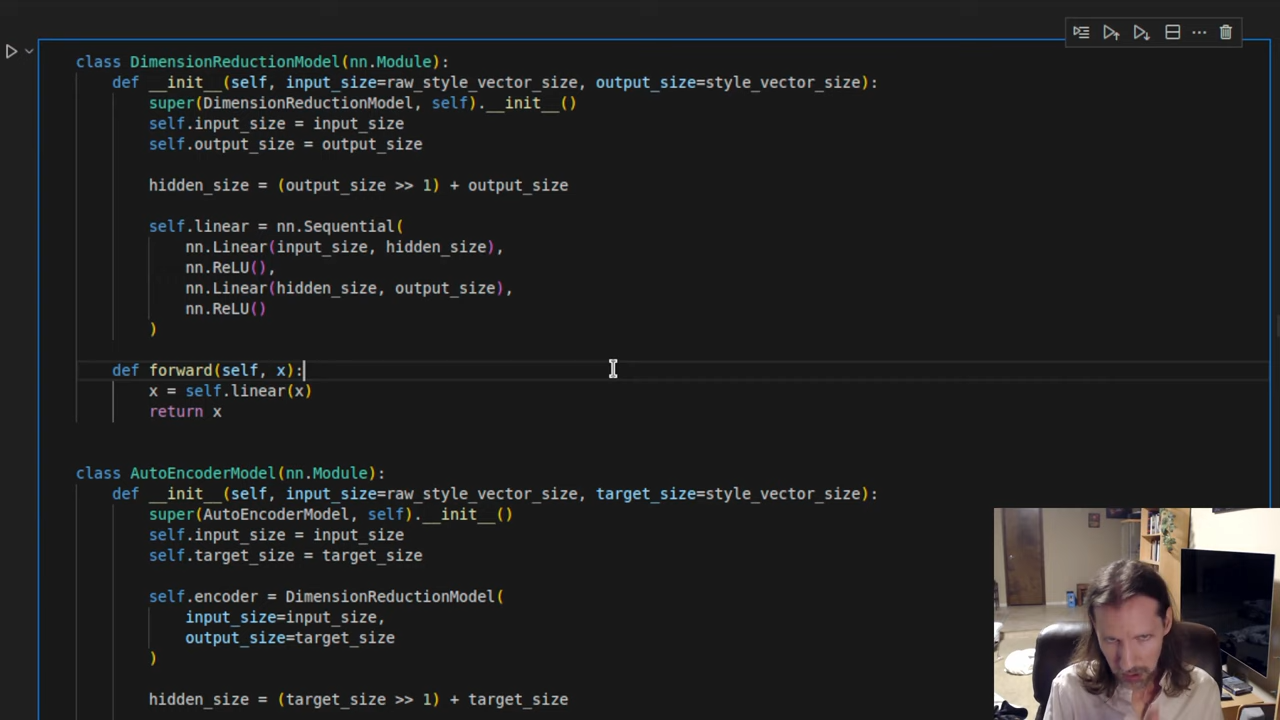 class DimensionReductionModel(nn.Module):
    def __init__(self, input_size=raw_style_vector_size, output_size=style_vector_size):
        super(DimensionReductionModel, self).__init__()
        self.input_size = input_size
        self.output_size = output_size

        hidden_size = (output_size >> 1) + output_size

        self.linear = nn.Sequential(
            nn.Linear(input_size, hidden_size),
            nn.ReLU(),
            nn.Linear(hidden_size, output_size),
            nn.ReLU()
        )

    def forward(self, x):
        x = self.linear(x)
        return x

class AutoEncoderModel(nn.Module):
    def __init__(self, input_size=raw_style_vector_size, target_size=style_vector_size):
        super(AutoEncoderModel, self).__init__()
        self.input_size = input_size
        self.target_size = target_size

        self.encoder = DimensionReductionModel(
            input_size=input_size,
            output_size=target_size
        )

        hidden_size = (target_size >> 1) + target_size